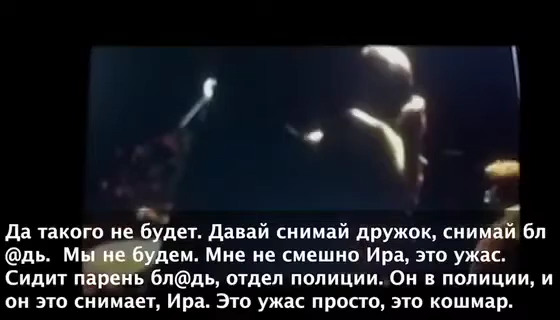 Да такого не будет. Давай снимай дружок, снимай бл
@дь.  Мы не будем. Мне не смешно Ира, это ужас.
Сидит парень бл@дь, отдел полиции. Он в полиции, и
он это снимает, Ира. Это ужас просто, это кошмар.